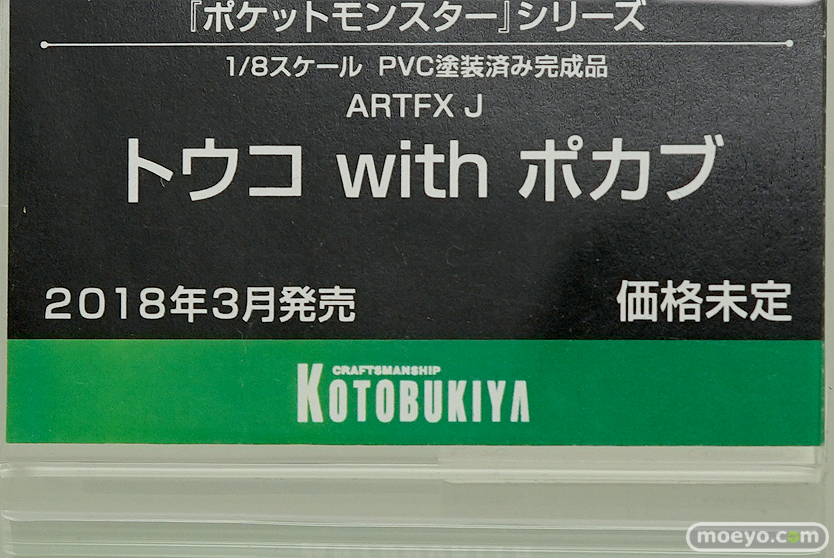 『ポケットモンスター』シリーズ
1/8スケール PVC塗装済み完成品
ARTFX J
トウコ with ポカブ
2018年3月発売
価格未定
CRAFTSMANSHIP
KOTOBUKIYA
moeyo.com